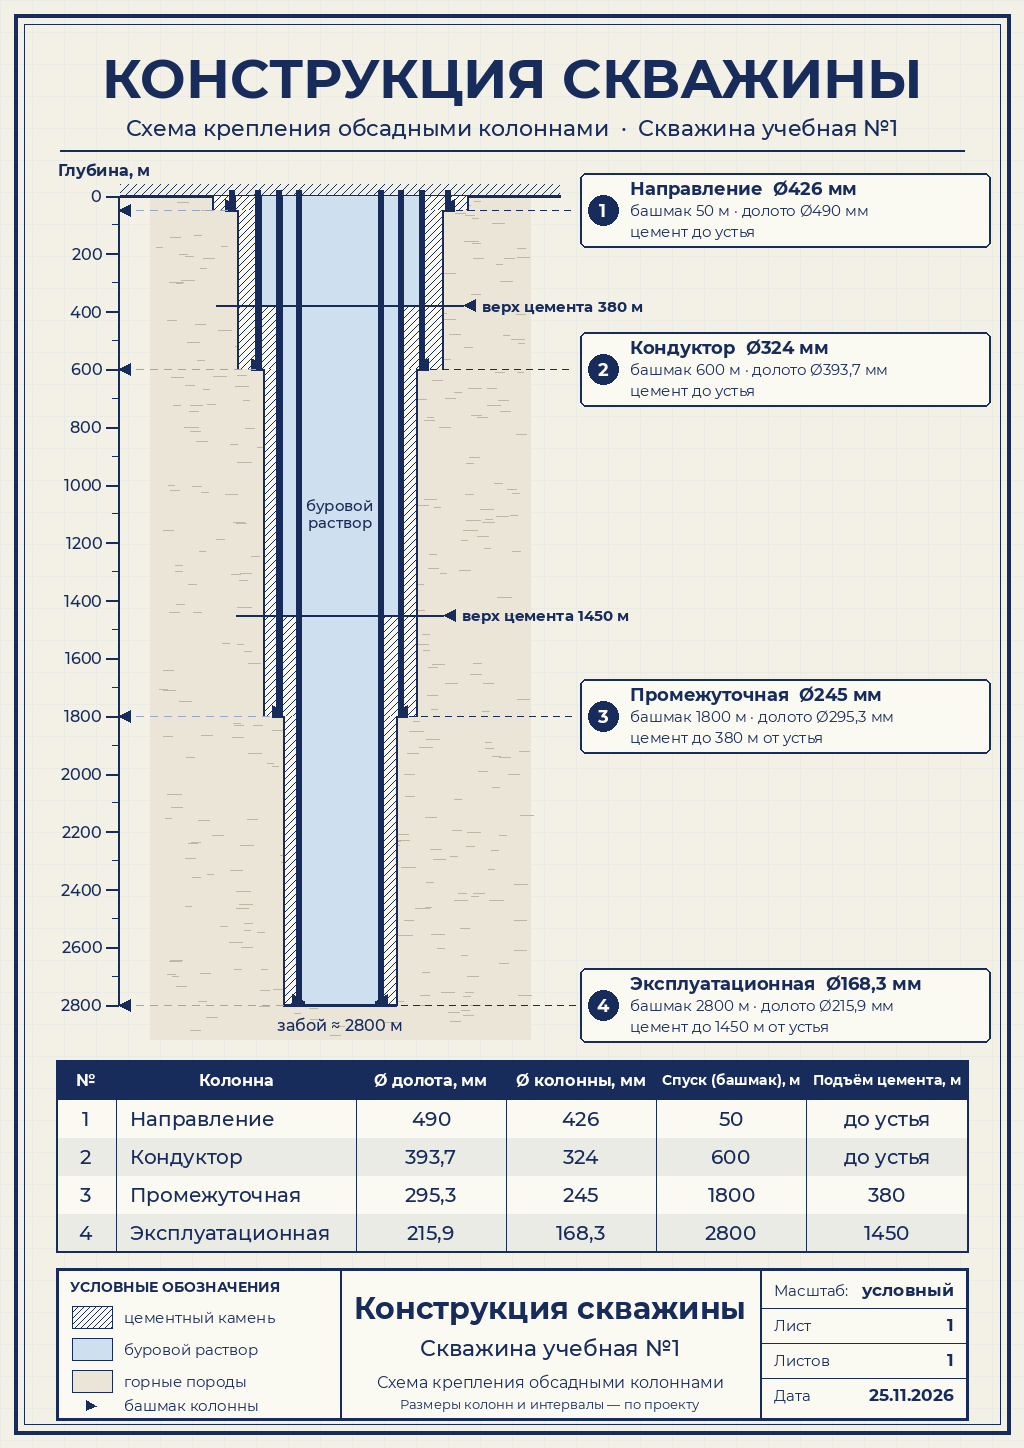 КОНСТРУКЦИЯ СКВАЖИНЫ
Схема крепления обсадными колоннами · Скважина учебная №1
Глубина, м
0
200
400
600
800
1000
1200
1400
1600
1800
2000
2200
2400
2600
2800
верх цемента 380 м
буровой
раствор
верх цемента 1450 м
забой ≈ 2800 м
1
Направление Ø426 мм
башмак 50 м · долото Ø490 мм
цемент до устья
2
Кондуктор Ø324 мм
башмак 600 м · долото Ø393,7 мм
цемент до устья
3
Промежуточная Ø245 мм
башмак 1800 м · долото Ø295,3 мм
цемент до 380 м от устья
4
Эксплуатационная Ø168,3 мм
башмак 2800 м · долото Ø215,9 мм
цемент до 1450 м от устья
№ Колонна Ø долота, мм Ø колонны, мм Спуск (башмак), м Подъём цемента, м
1 Направление 490 426 50 до устья
2 Кондуктор 393,7 324 600 до устья
3 Промежуточная 295,3 245 1800 380
4 Эксплуатационная 215,9 168,3 2800 1450
УСЛОВНЫЕ ОБОЗНАЧЕНИЯ
цементный камень
буровой раствор
горные породы
башмак колонны
Конструкция скважины
Скважина учебная №1
Схема крепления обсадными колоннами
Размеры колонн и интервалы — по проекту
Масштаб: условный
Лист 1
Листов 1
Дата 25.11.2026